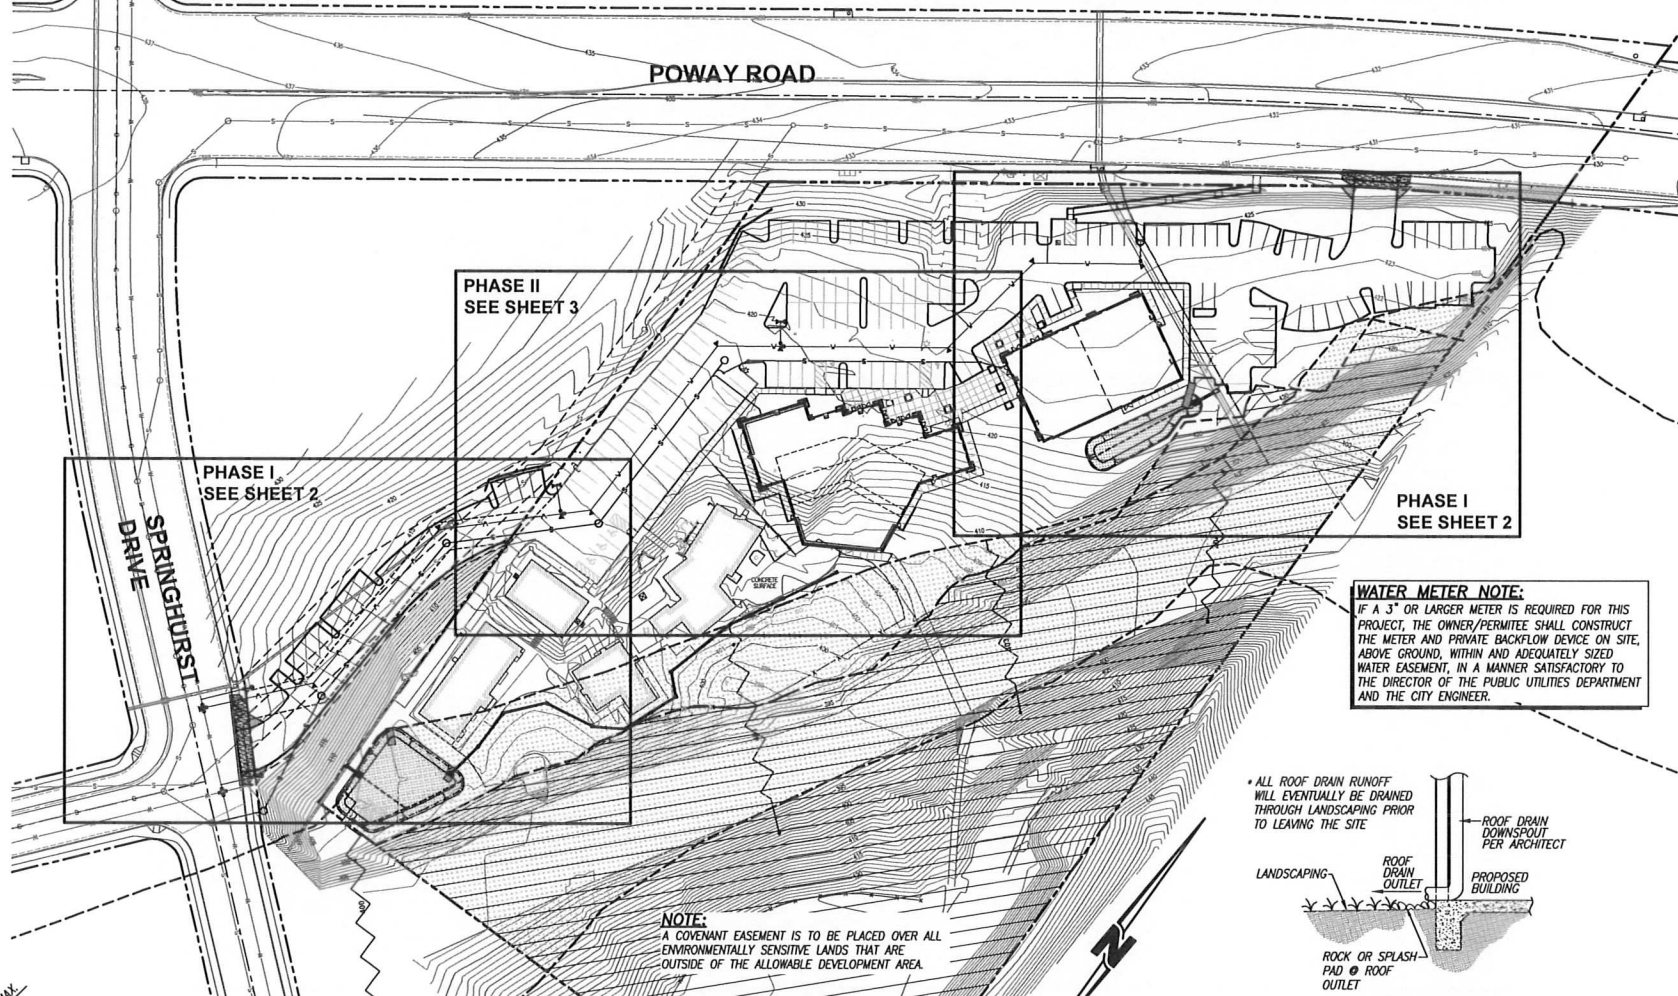 POWAY ROAD
PHASE II
SEE SHEET 3
PHASE I
SEE SHEET 2
SPRINGHURST
DRIVE
CONCRETE
SURFACE
PHASE I
SEE SHEET 2
WATER METER NOTE:
IF A 3" OR LARGER METER IS REQUIRED FOR THIS
PROJECT, THE OWNER/PERMITEE SHALL CONSTRUCT
THE METER AND PRIVATE BACKFLOW DEVICE ON SITE,
ABOVE GROUND, WITHIN AND ADEQUATELY SIZED
WATER EASEMENT, IN A MANNER SATISFACTORY TO
THE DIRECTOR OF THE PUBLIC UTILITIES DEPARTMENT
AND THE CITY ENGINEER.
* ALL ROOF DRAIN RUNOFF
WILL EVENTUALLY BE DRAINED
THROUGH LANDSCAPING PRIOR
TO LEAVING THE SITE
ROOF DRAIN
DOWNSPOUT
PER ARCHITECT
LANDSCAPING
ROOF
DRAIN
OUTLET
PROPOSED
BUILDING
ROCK OR SPLASH
PAD @ ROOF
OUTLET
NOTE:
A COVENANT EASEMENT IS TO BE PLACED OVER ALL
ENVIRONMENTALLY SENSITIVE LANDS THAT ARE
OUTSIDE OF THE ALLOWABLE DEVELOPMENT AREA.
N